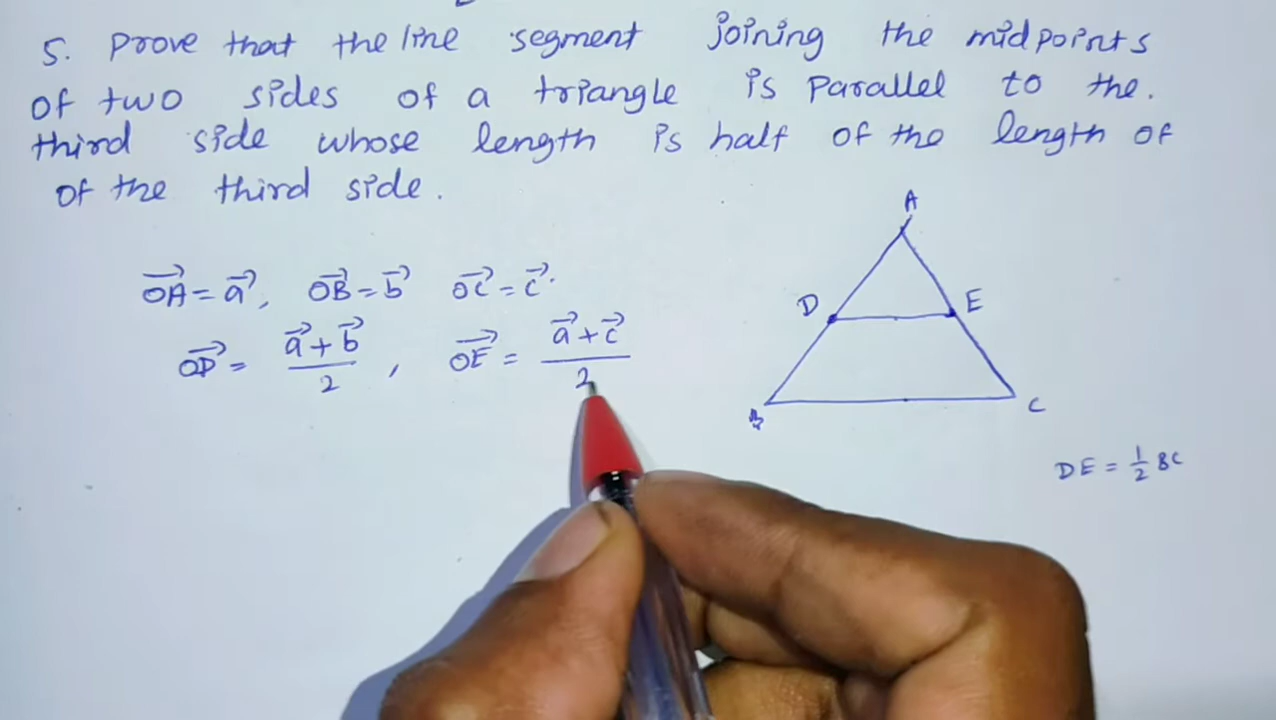 5. Prove that the line segment joining the midpoints
of two sides of a triangle is Parallel to the.
third side whose length is half of the length of
of the third side.
A
OA→ = a→, OB→ = b→ OC→ = c→.
D E
OD→ = (a→ + b→)/2, OE→ = (a→ + c→)/2
B C
DE = 1/2 BC